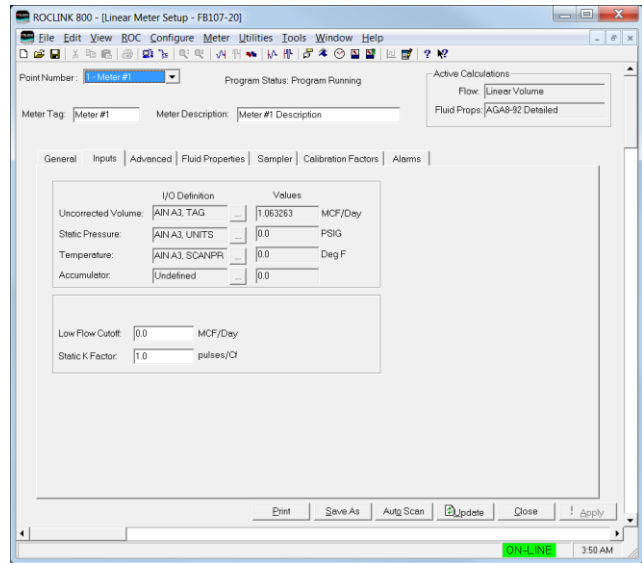 ROCLINK 800 - [Linear Meter Setup - FB107-20]
File Edit View ROC Configure Meter Utilities Tools Window Help
Point Number : 1 - Meter #1 Program Status: Program Running
Active Calculations
Flow: Linear Volume
Fluid Props: AGA8-92 Detailed
Meter Tag: Meter #1 Meter Description: Meter #1 Description
General Inputs Advanced Fluid Properties Sampler Calibration Factors Alarms
I/O Definition Values
Uncorrected Volume: AIN A3, TAG ... 1.063263 MCF/Day
Static Pressure: AIN A3, UNITS ... 0.0 PSIG
Temperature: AIN A3, SCANPR ... 0.0 Deg F
Accumulator: Undefined ... 0.0
Low Flow Cutoff: 0.0 MCF/Day
Static K Factor: 1.0 pulses/Cf
Print Save As Auto Scan Update Close ! Apply
ON-LINE 3:50 AM